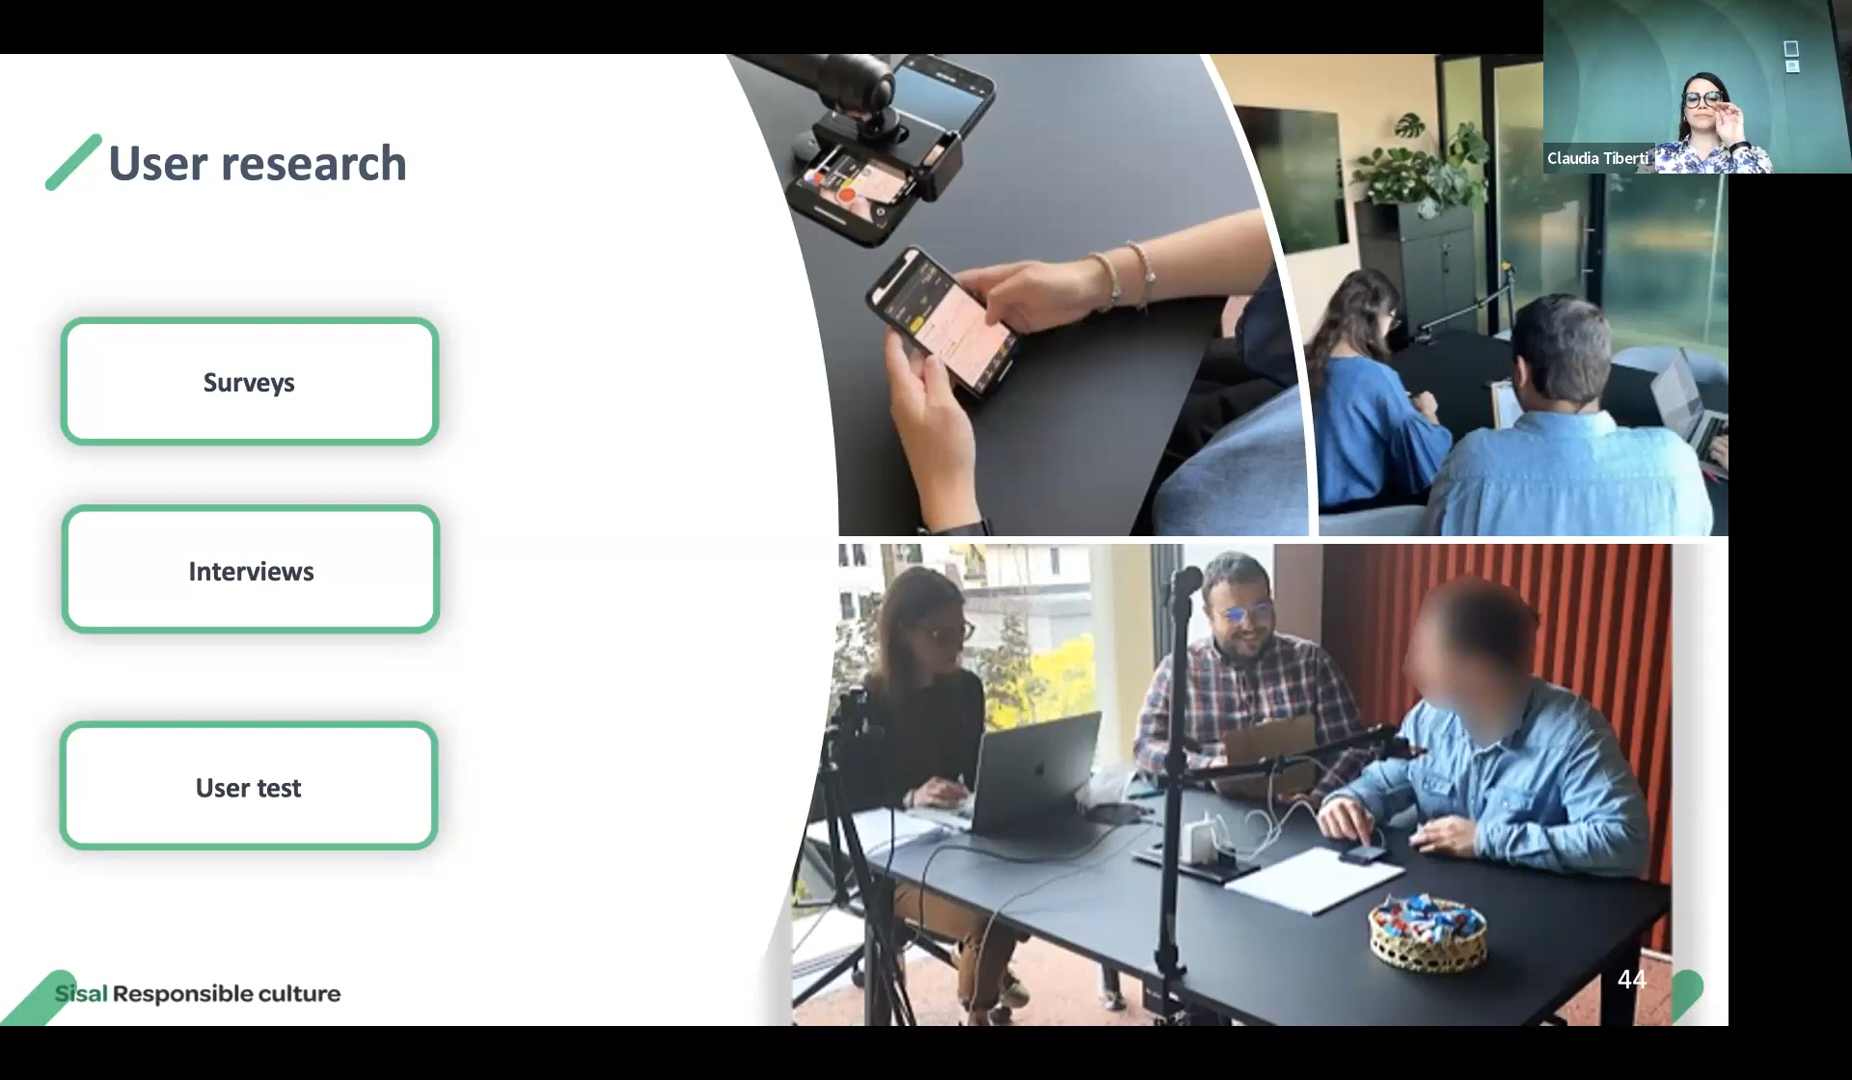 User research
Surveys
Interviews
User test
Sisal Responsible culture
44
Claudia Tiberti